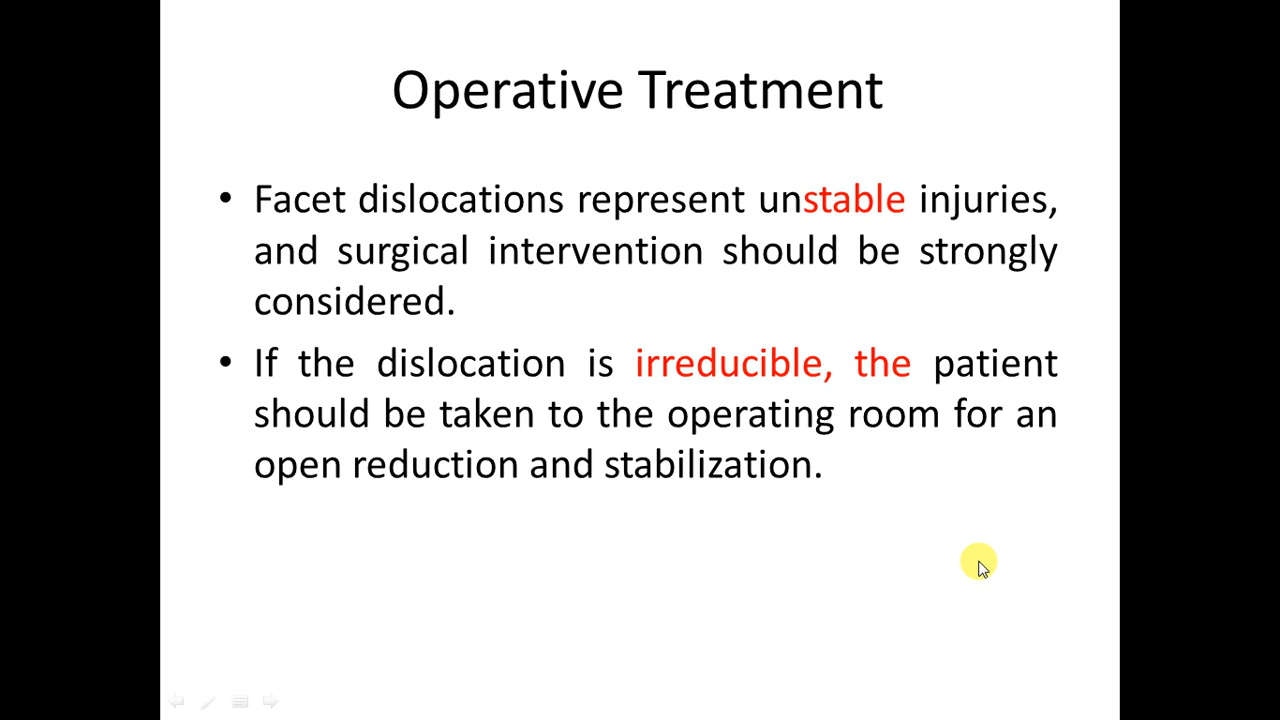 Operative Treatment
• Facet dislocations represent unstable injuries,
and surgical intervention should be strongly
considered.
• If the dislocation is irreducible, the patient
should be taken to the operating room for an
open reduction and stabilization.